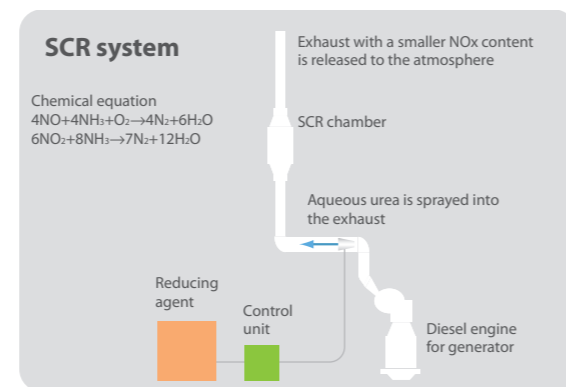 SCR system
Exhaust with a smaller NOx content
is released to the atmosphere
Chemical equation
4NO+4NH₃+O₂→4N₂+6H₂O
6NO₂+8NH₃→7N₂+12H₂O
SCR chamber
Aqueous urea is sprayed into
the exhaust
Reducing
agent
Control
unit
Diesel engine
for generator